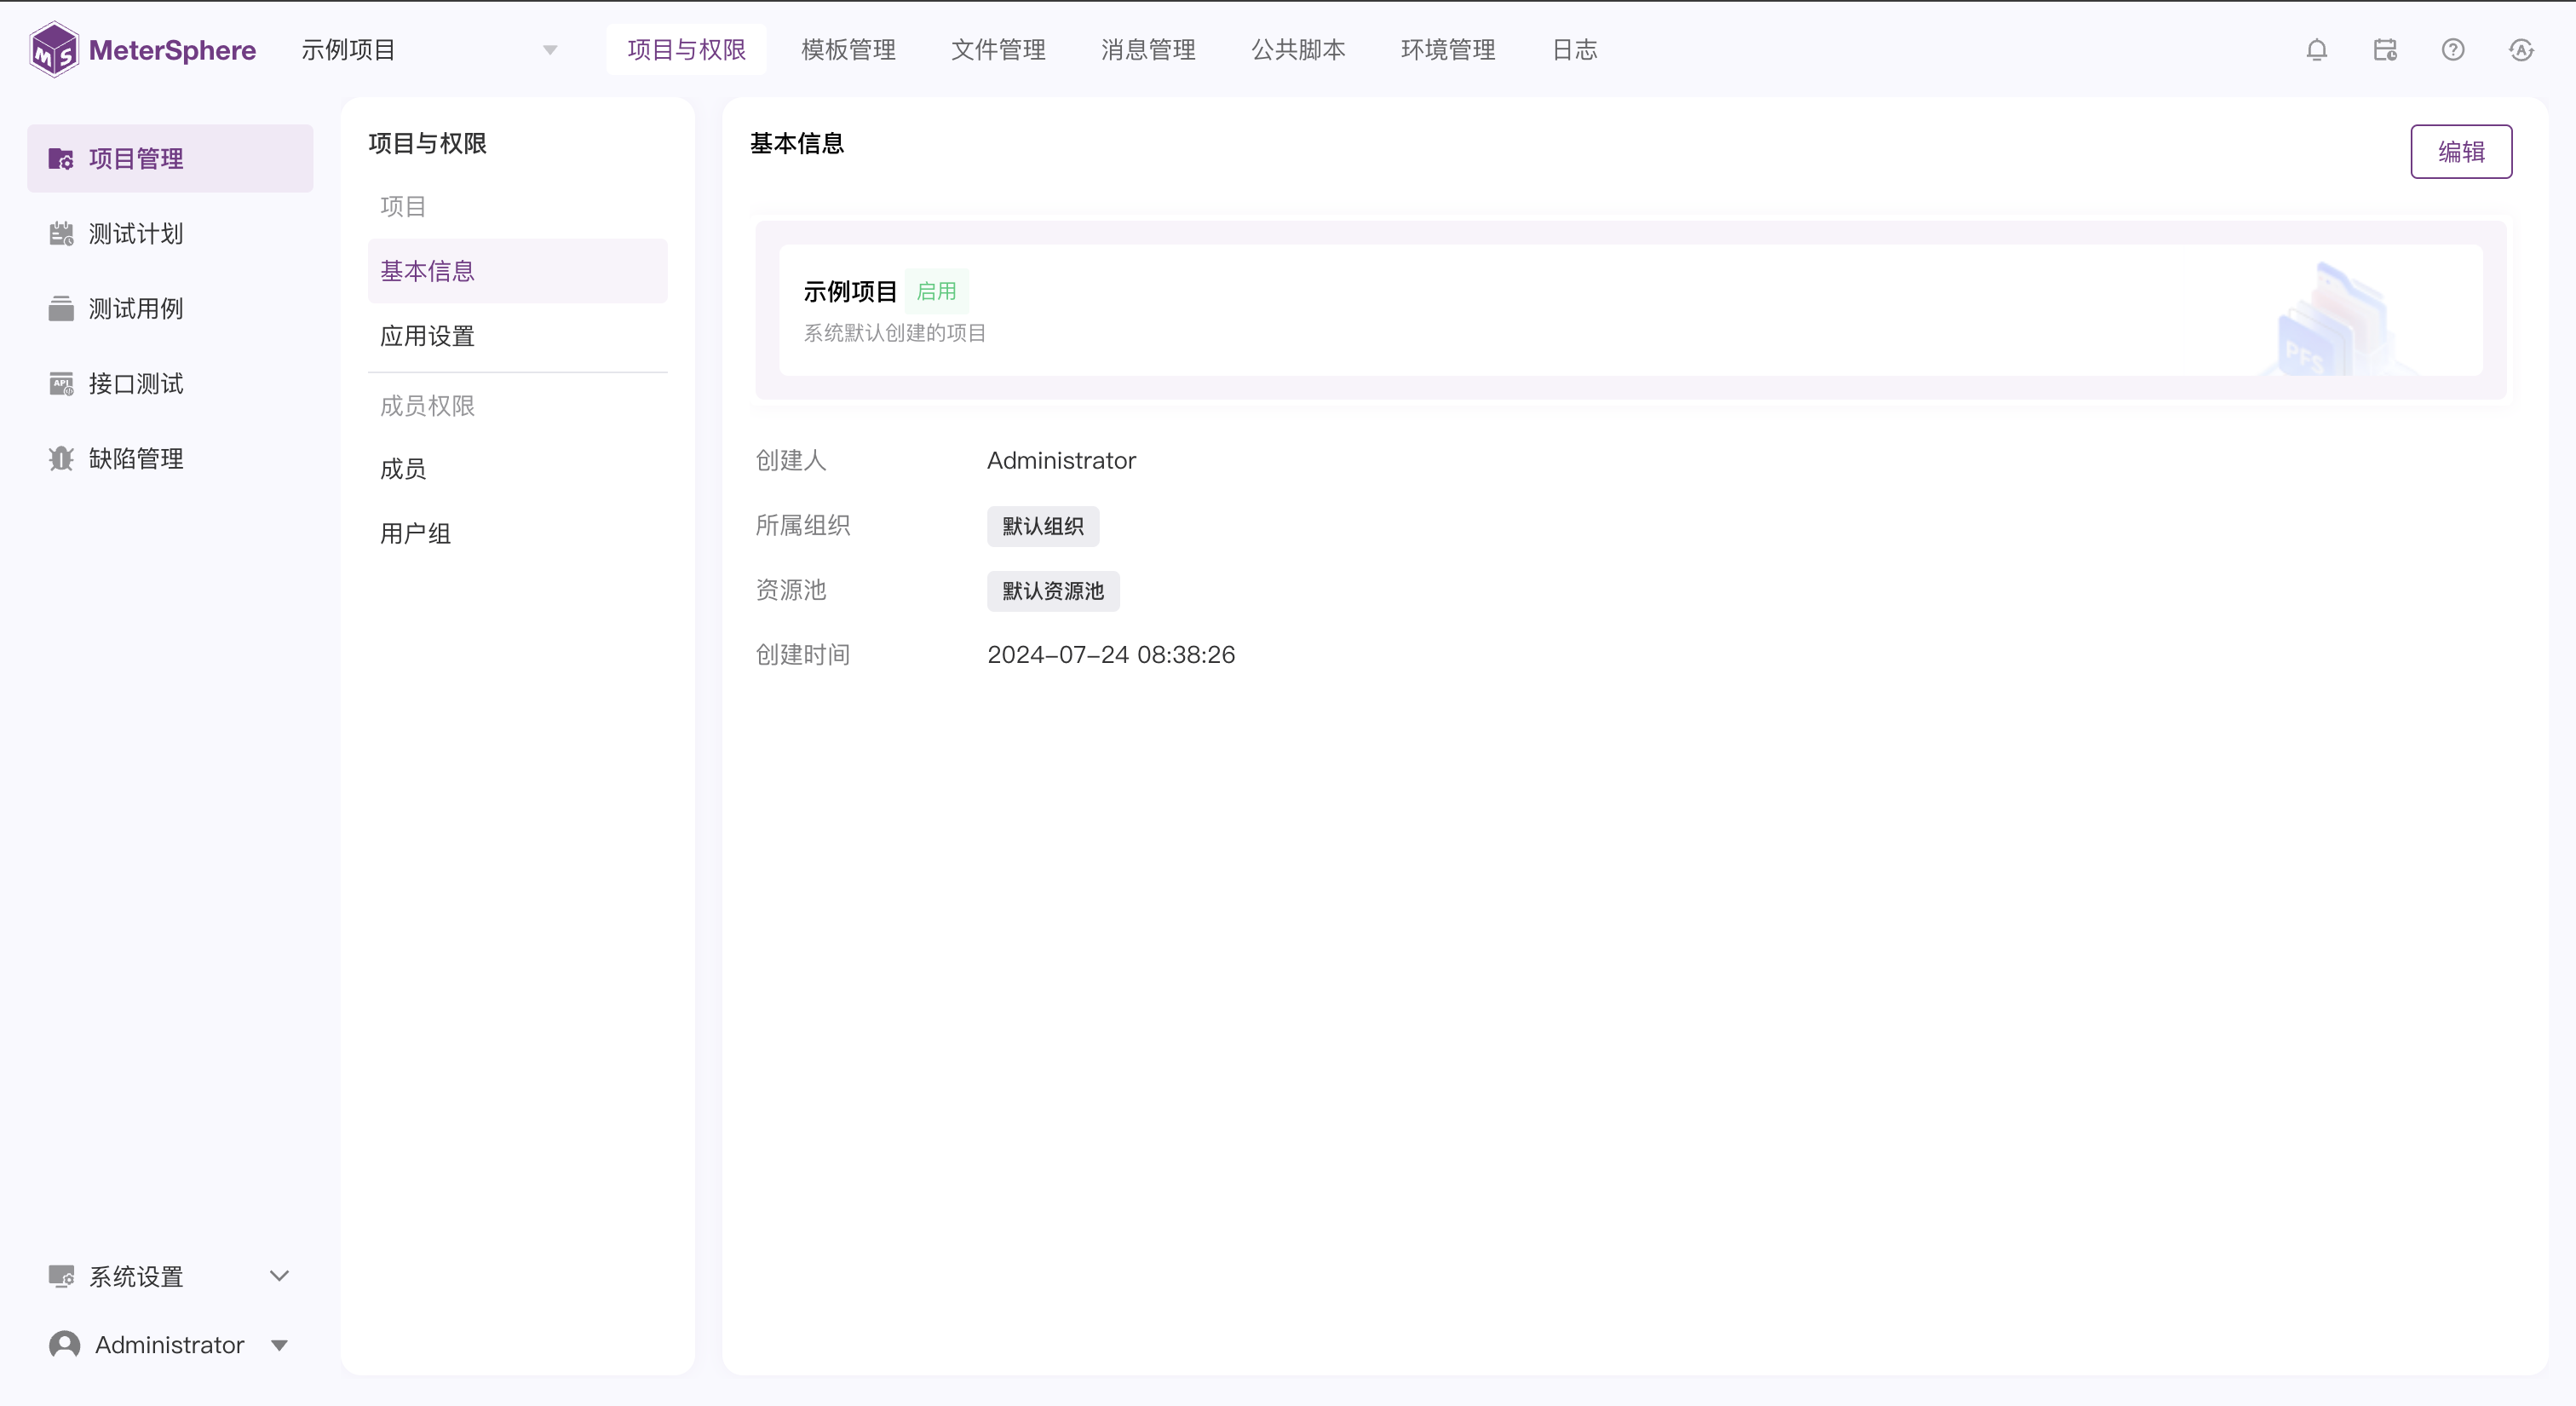 MeterSphere
示例项目
项目与权限
模板管理
文件管理
消息管理
公共脚本
环境管理
日志
项目管理
测试计划
测试用例
接口测试
缺陷管理
系统设置
Administrator
项目与权限
项目
基本信息
应用设置
成员权限
成员
用户组
基本信息
编辑
示例项目 启用
系统默认创建的项目
PFS
创建人 Administrator
所属组织 默认组织
资源池 默认资源池
创建时间 2024-07-24 08:38:26